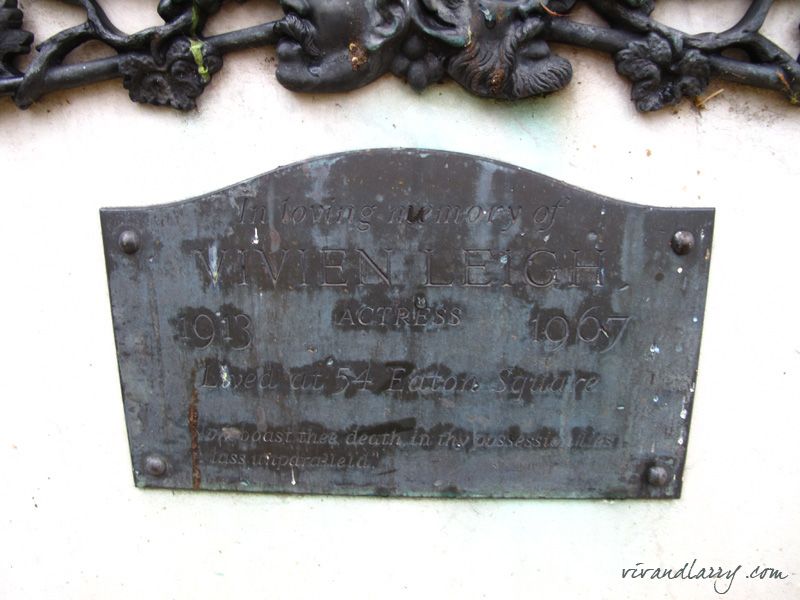 In loving memory of
VIVIEN LEIGH
1913 ACTRESS 1967
Lived at 54 Eaton Square
boast thee, death, in thy possession lies
lass unparallel'd."
vivandlarry.com